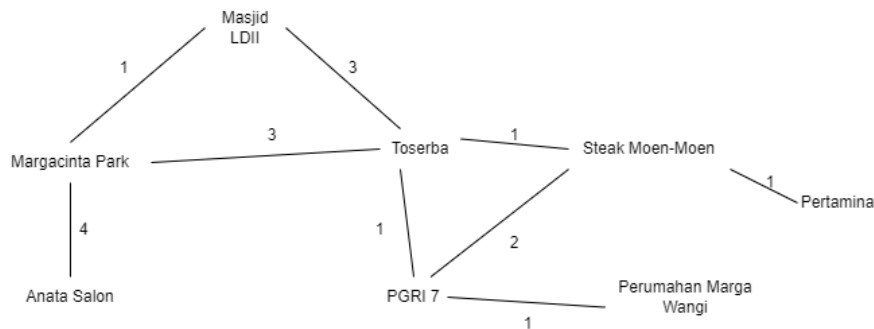 Masjid
LDII
1
3
3
1
Margacinta Park
Toserba
Steak Moen-Moen
1
Pertamina
4
1
2
Anata Salon
PGRI 7
Perumahan Marga
Wangi
1